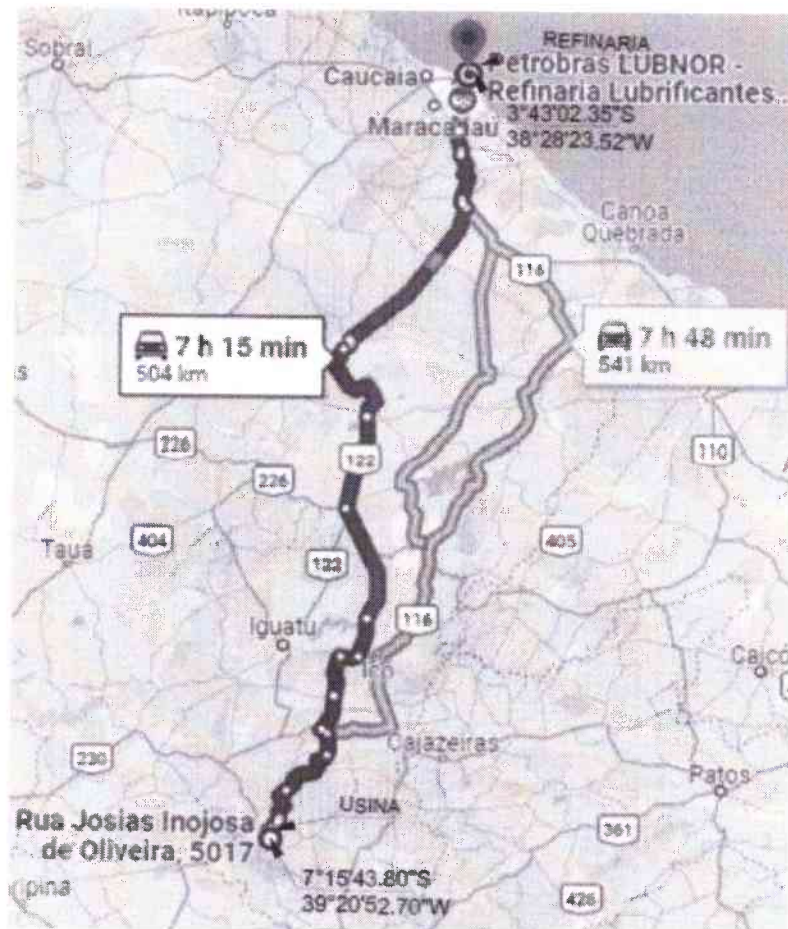 Itapipoca
Sobral
REFINARIA
Petrobras LUBNOR -
Caucaia
Refinaria Lubrificantes...
3°43'02.35"S
Maracanaú
38°28'23.52"W
Canoa
Quebrada
116
7 h 15 min
504 km
7 h 48 min
541 km
226
122
110
226
404
122
405
Tauá
116
Iguatu
Icó
Caicó
230
Cajazeiras
Patos
USINA
Rua Josias Inojosa
de Oliveira, 5017
361
7°15'43.80"S
39°20'52.70"W
ripina
426